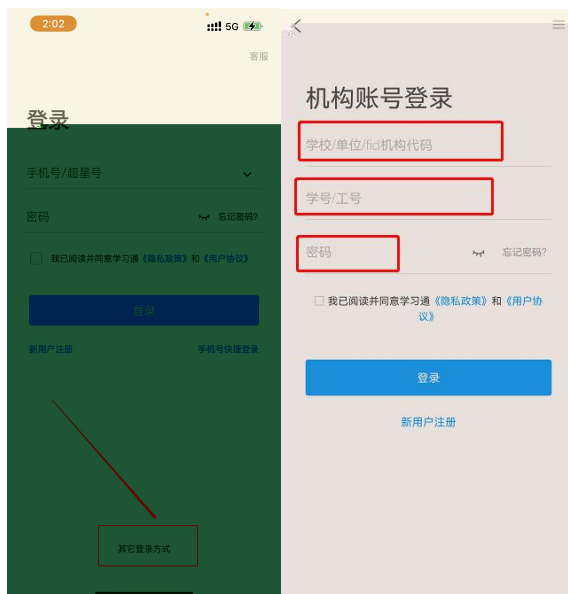 2:02
5G
客服
登录
手机号/超星号
密码
忘记密码?
我已阅读并同意学习通《隐私政策》和《用户协议》
登录
新用户注册
手机号快捷登录
其它登录方式
机构账号登录
学校/单位/fid机构代码
学号/工号
密码
忘记密码?
我已阅读并同意学习通《隐私政策》和《用户协
议》
登录
新用户注册